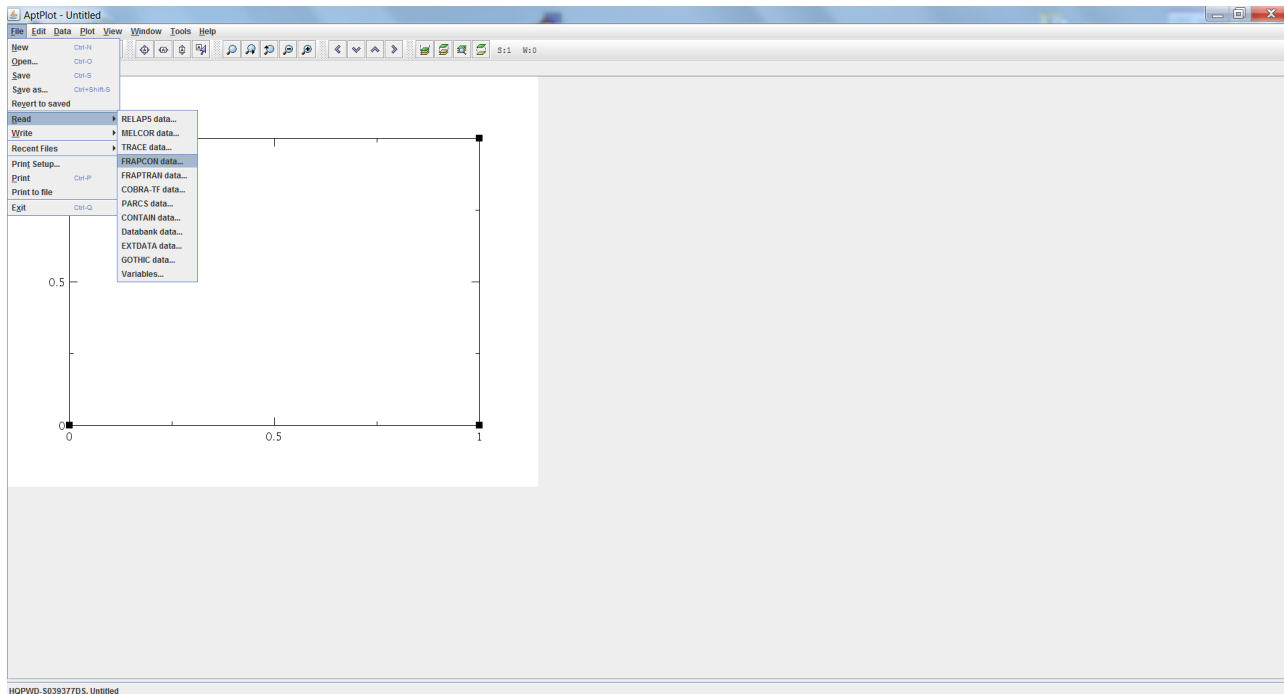 AptPlot - Untitled
File Edit Data Plot View Window Tools Help
New Ctrl-N
Open... Ctrl-O
Save Ctrl-S
Save as... Ctrl+Shift-S
Revert to saved
Read
Write
Recent Files
Print Setup...
Print Ctrl-P
Print to file
Exit Ctrl-Q
RELAP5 data...
MELCOR data...
TRACE data...
FRAPCON data...
FRAPTRAN data...
COBRA-TF data...
PARCS data...
CONTAIN data...
Databank data...
EXTDATA data...
GOTHIC data...
Variables...
S:1 W:0
0.5
0
0 0.5 1
HQPWD-S039377DS, Untitled